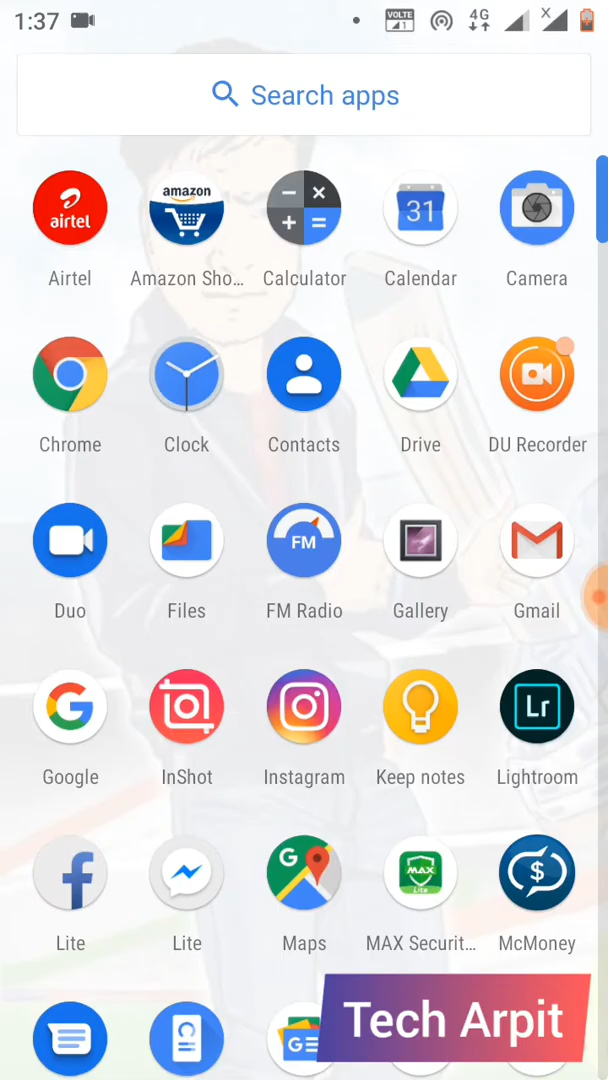 1:37 VOLTE 1 4G X
Search apps
airtel amazon − × + = 31
Airtel Amazon Sho... Calculator Calendar Camera
Chrome Clock Contacts Drive DU Recorder
FM
Duo Files FM Radio Gallery Gmail
G Lr
Google InShot Instagram Keep notes Lightroom
f G MAX Lite $
Lite Lite Maps MAX Securit... McMoney
G Tech Arpit